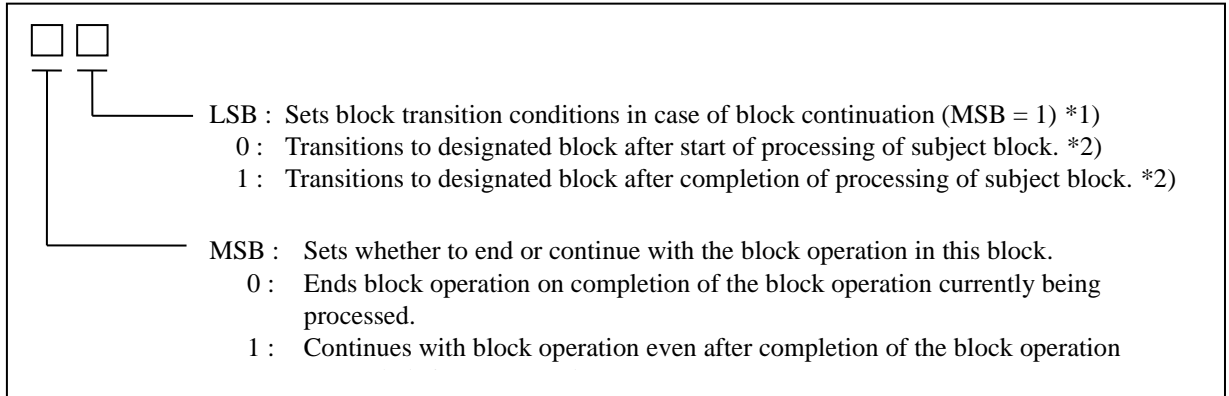 LSB : Sets block transition conditions in case of block continuation (MSB = 1) *1)
0 : Transitions to designated block after start of processing of subject block. *2)
1 : Transitions to designated block after completion of processing of subject block. *2)
MSB : Sets whether to end or continue with the block operation in this block.
0 : Ends block operation on completion of the block operation currently being
processed.
1 : Continues with block operation even after completion of the block operation